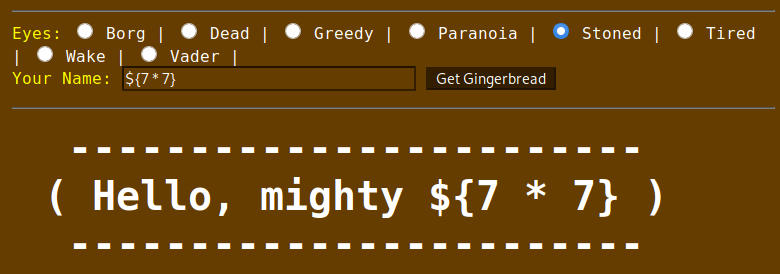 Eyes: Borg | Dead | Greedy | Paranoia | Stoned | Tired
| Wake | Vader |
Your Name: ${7*7} Get Gingerbread
-------------------------
( Hello, mighty ${7 * 7} )
-------------------------